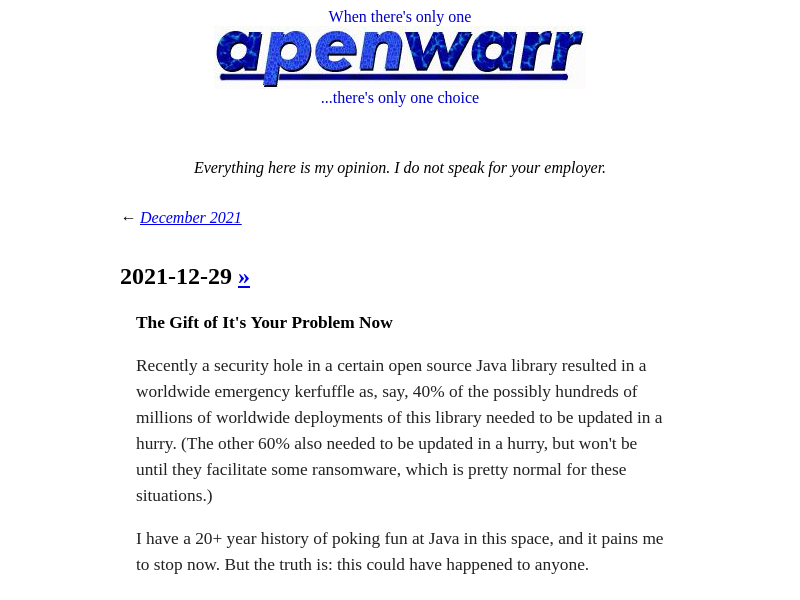 When there's only one
apenwarr
...there's only one choice
Everything here is my opinion. I do not speak for your employer.
← December 2021
2021-12-29 »
The Gift of It's Your Problem Now
Recently a security hole in a certain open source Java library resulted in a
worldwide emergency kerfuffle as, say, 40% of the possibly hundreds of
millions of worldwide deployments of this library needed to be updated in a
hurry. (The other 60% also needed to be updated in a hurry, but won't be
until they facilitate some ransomware, which is pretty normal for these
situations.)
I have a 20+ year history of poking fun at Java in this space, and it pains me
to stop now. But the truth is: this could have happened to anyone.